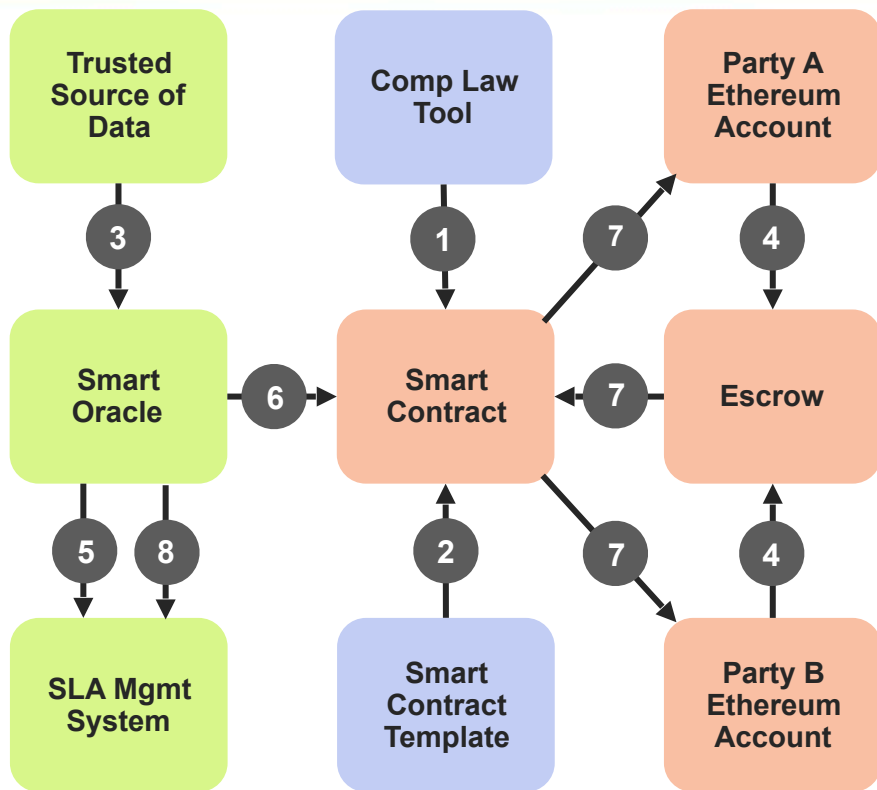 Trusted
Source of
Data
Comp Law
Tool
Party A
Ethereum
Account
3
1
7
4
Smart
Oracle
6
Smart
Contract
7
Escrow
5
8
2
7
4
SLA Mgmt
System
Smart
Contract
Template
Party B
Ethereum
Account